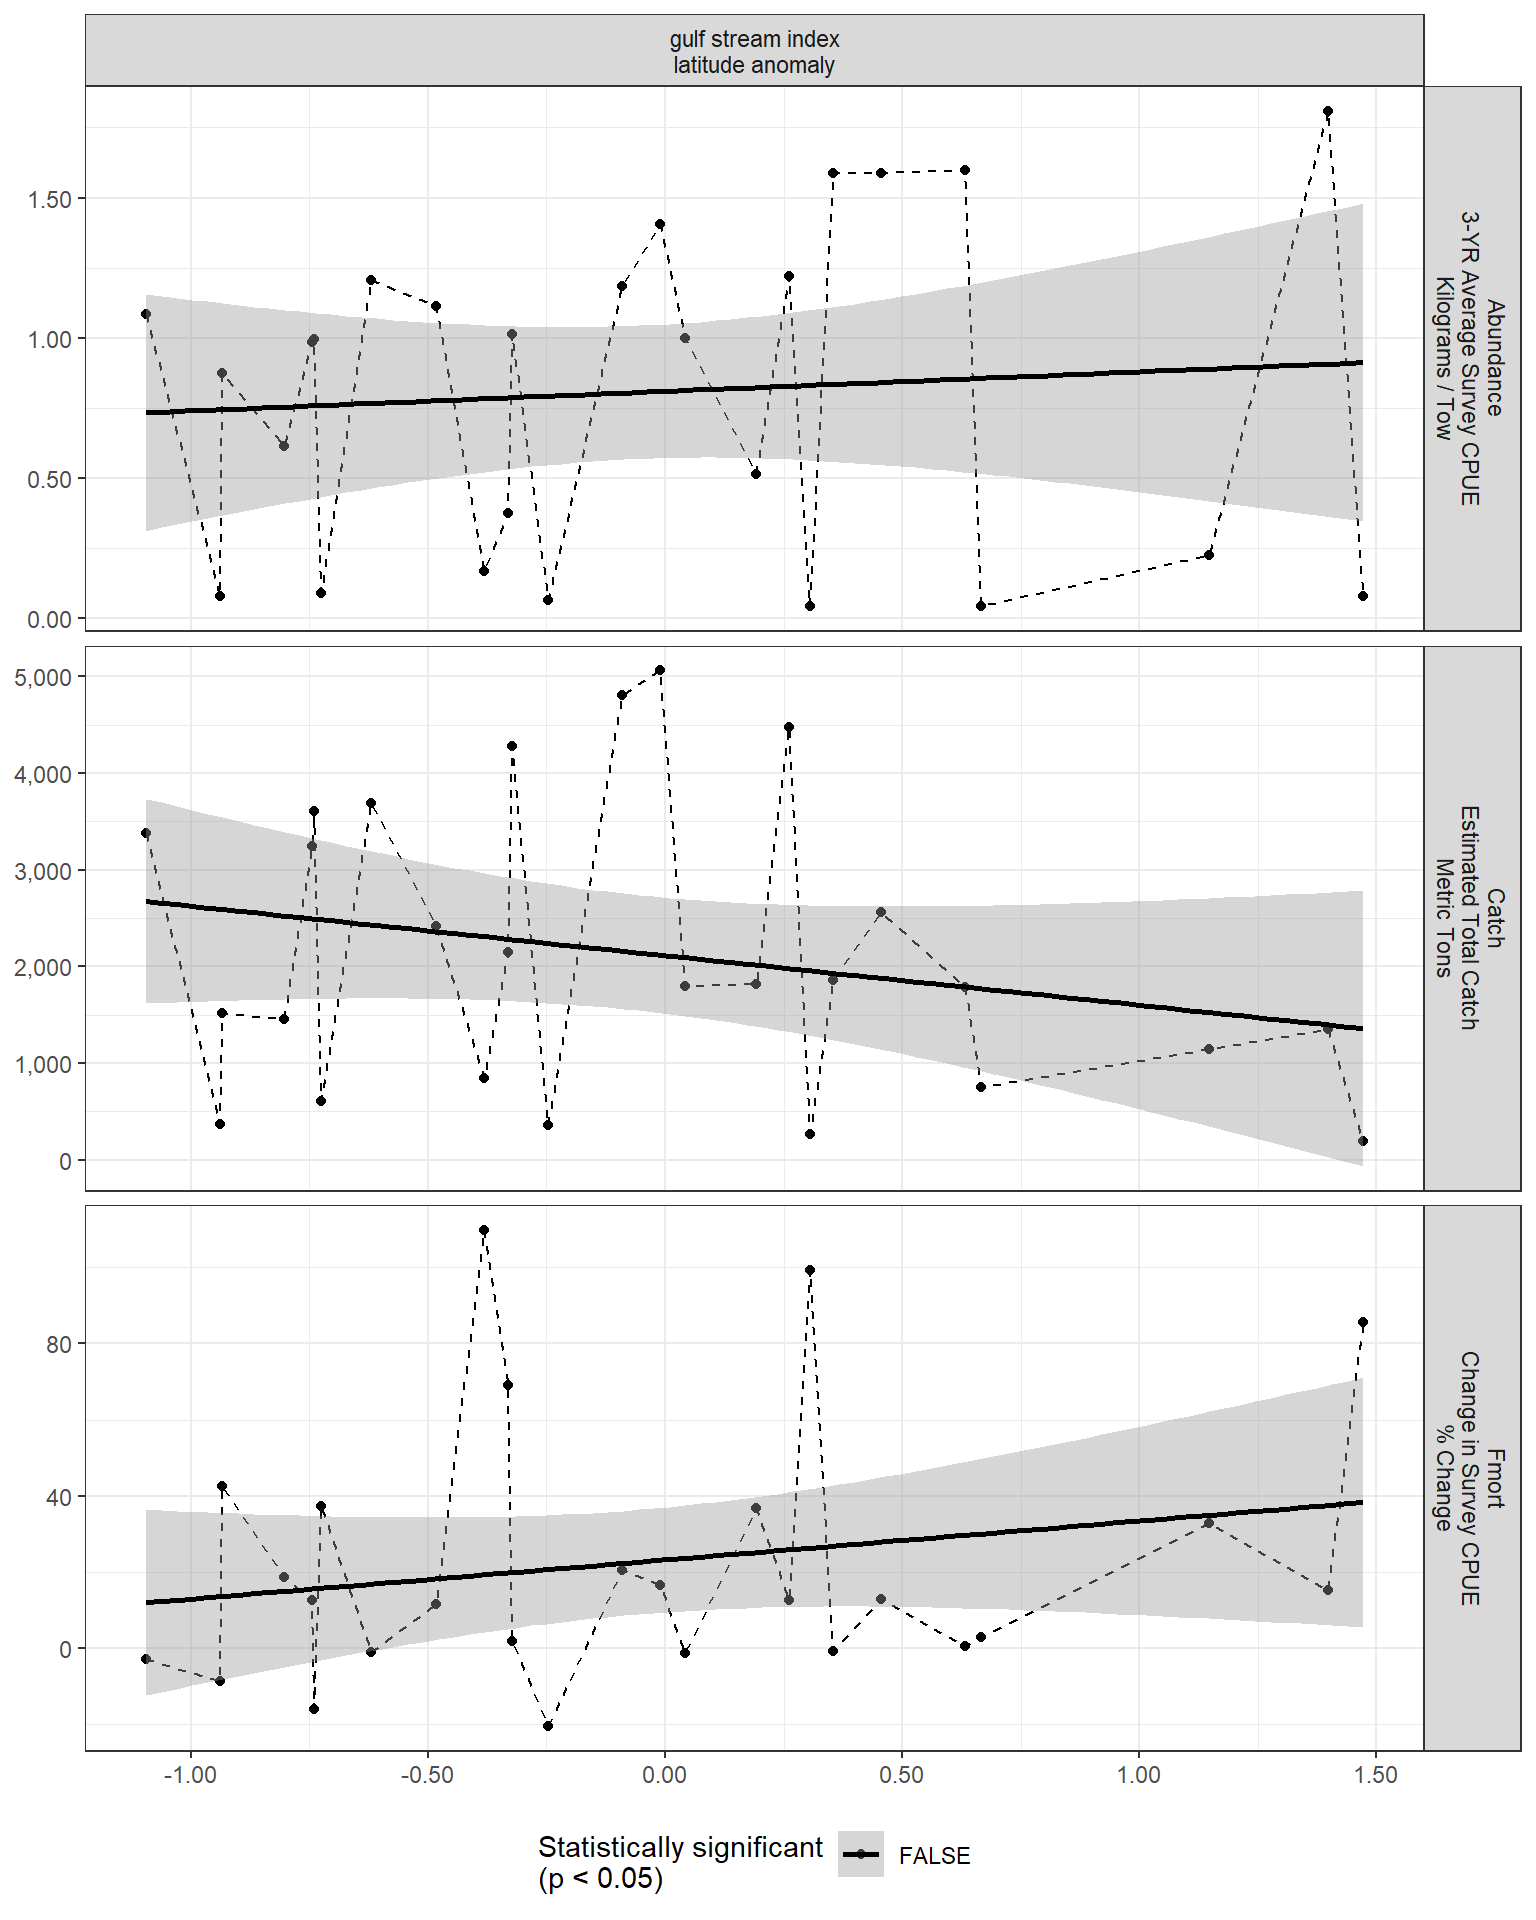 gulf stream index
latitude anomaly
1.50
1.00
0.50
0.00
Abundance
3-YR Average Survey CPUE
Kilograms / Tow
5,000
4,000
3,000
2,000
1,000
0
Catch
Estimated Total Catch
Metric Tons
80
40
0
Fmort
Change in Survey CPUE
% Change
-1.00
-0.50
0.00
0.50
1.00
1.50
Statistically significant
(p < 0.05)
FALSE